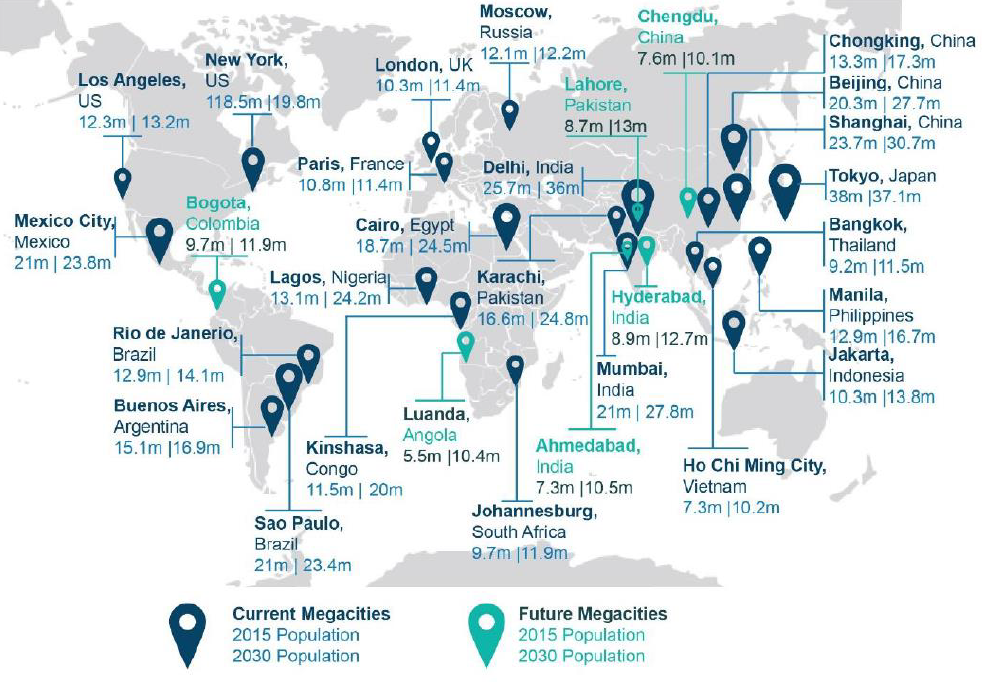 Moscow,
Russia
12.1m |12.2m
Chengdu,
China
7.6m |10.1m
Chongking, China
13.3m |17.3m
Beijing, China
20.3m | 27.7m
Shanghai, China
23.7m |30.7m
New York,
US
118.5m |19.8m
London, UK
10.3m |11.4m
Los Angeles,
US
12.3m | 13.2m
Lahore,
Pakistan
8.7m |13m
Paris, France
10.8m |11.4m
Delhi, India
25.7m | 36m
Tokyo, Japan
38m |37.1m
Bogota,
Colombia
9.7m | 11.9m
Mexico City,
Mexico
21m | 23.8m
Cairo, Egypt
18.7m | 24.5m
Bangkok,
Thailand
9.2m |11.5m
Lagos, Nigeria
13.1m | 24.2m
Karachi,
Pakistan
16.6m | 24.8m
Hyderabad,
India
8.9m |12.7m
Manila,
Philippines
12.9m |16.7m
Rio de Janerio,
Brazil
12.9m | 14.1m
Jakarta,
Indonesia
10.3m |13.8m
Mumbai,
India
21m | 27.8m
Buenos Aires,
Argentina
15.1m |16.9m
Luanda,
Angola
5.5m |10.4m
Kinshasa,
Congo
11.5m | 20m
Ahmedabad,
India
7.3m |10.5m
Ho Chi Ming City,
Vietnam
7.3m |10.2m
Johannesburg,
South Africa
9.7m |11.9m
Sao Paulo,
Brazil
21m | 23.4m
Current Megacities
2015 Population
2030 Population
Future Megacities
2015 Population
2030 Population